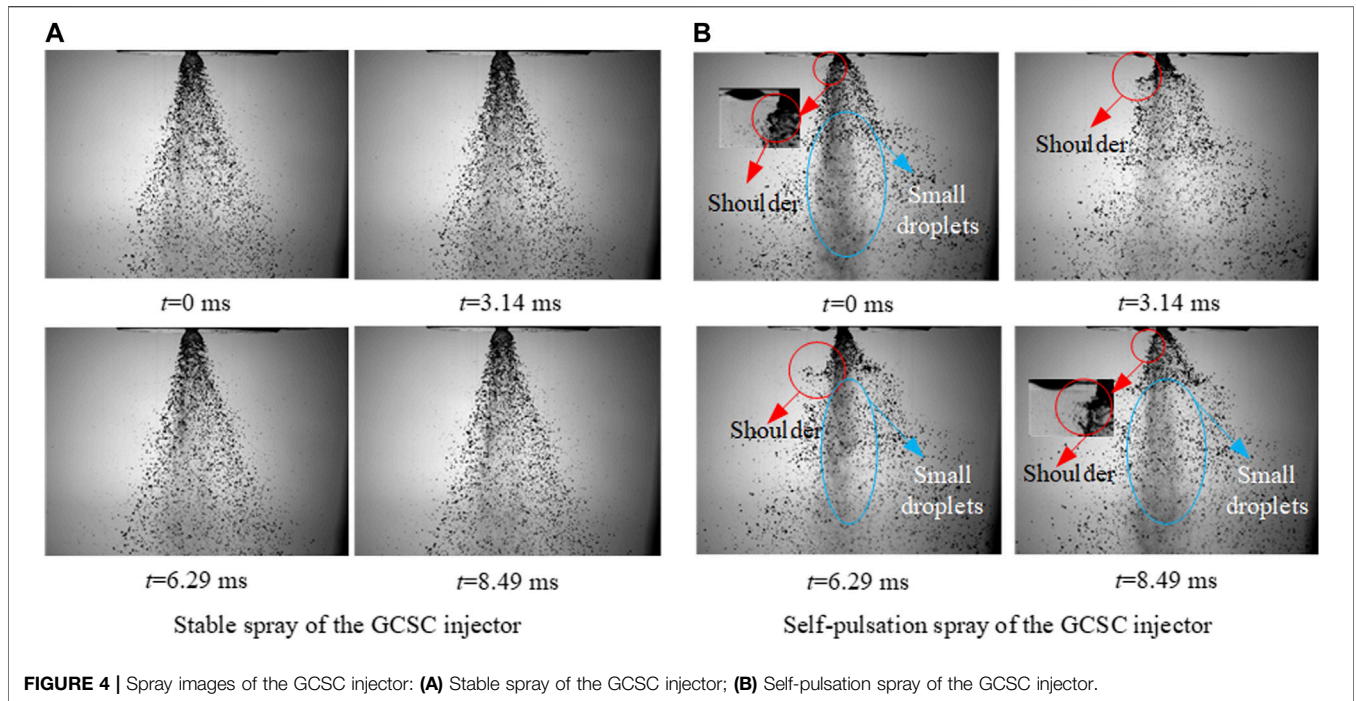 A
B
Shoulder
Small
droplets
Shoulder
t=0 ms
t=3.14 ms
t=0 ms
t=3.14 ms
Shoulder
Small
droplets
Shoulder
Small
droplets
t=6.29 ms
t=8.49 ms
t=6.29 ms
t=8.49 ms
Stable spray of the GCSC injector
Self-pulsation spray of the GCSC injector
FIGURE 4 | Spray images of the GCSC injector: (A) Stable spray of the GCSC injector; (B) Self-pulsation spray of the GCSC injector.